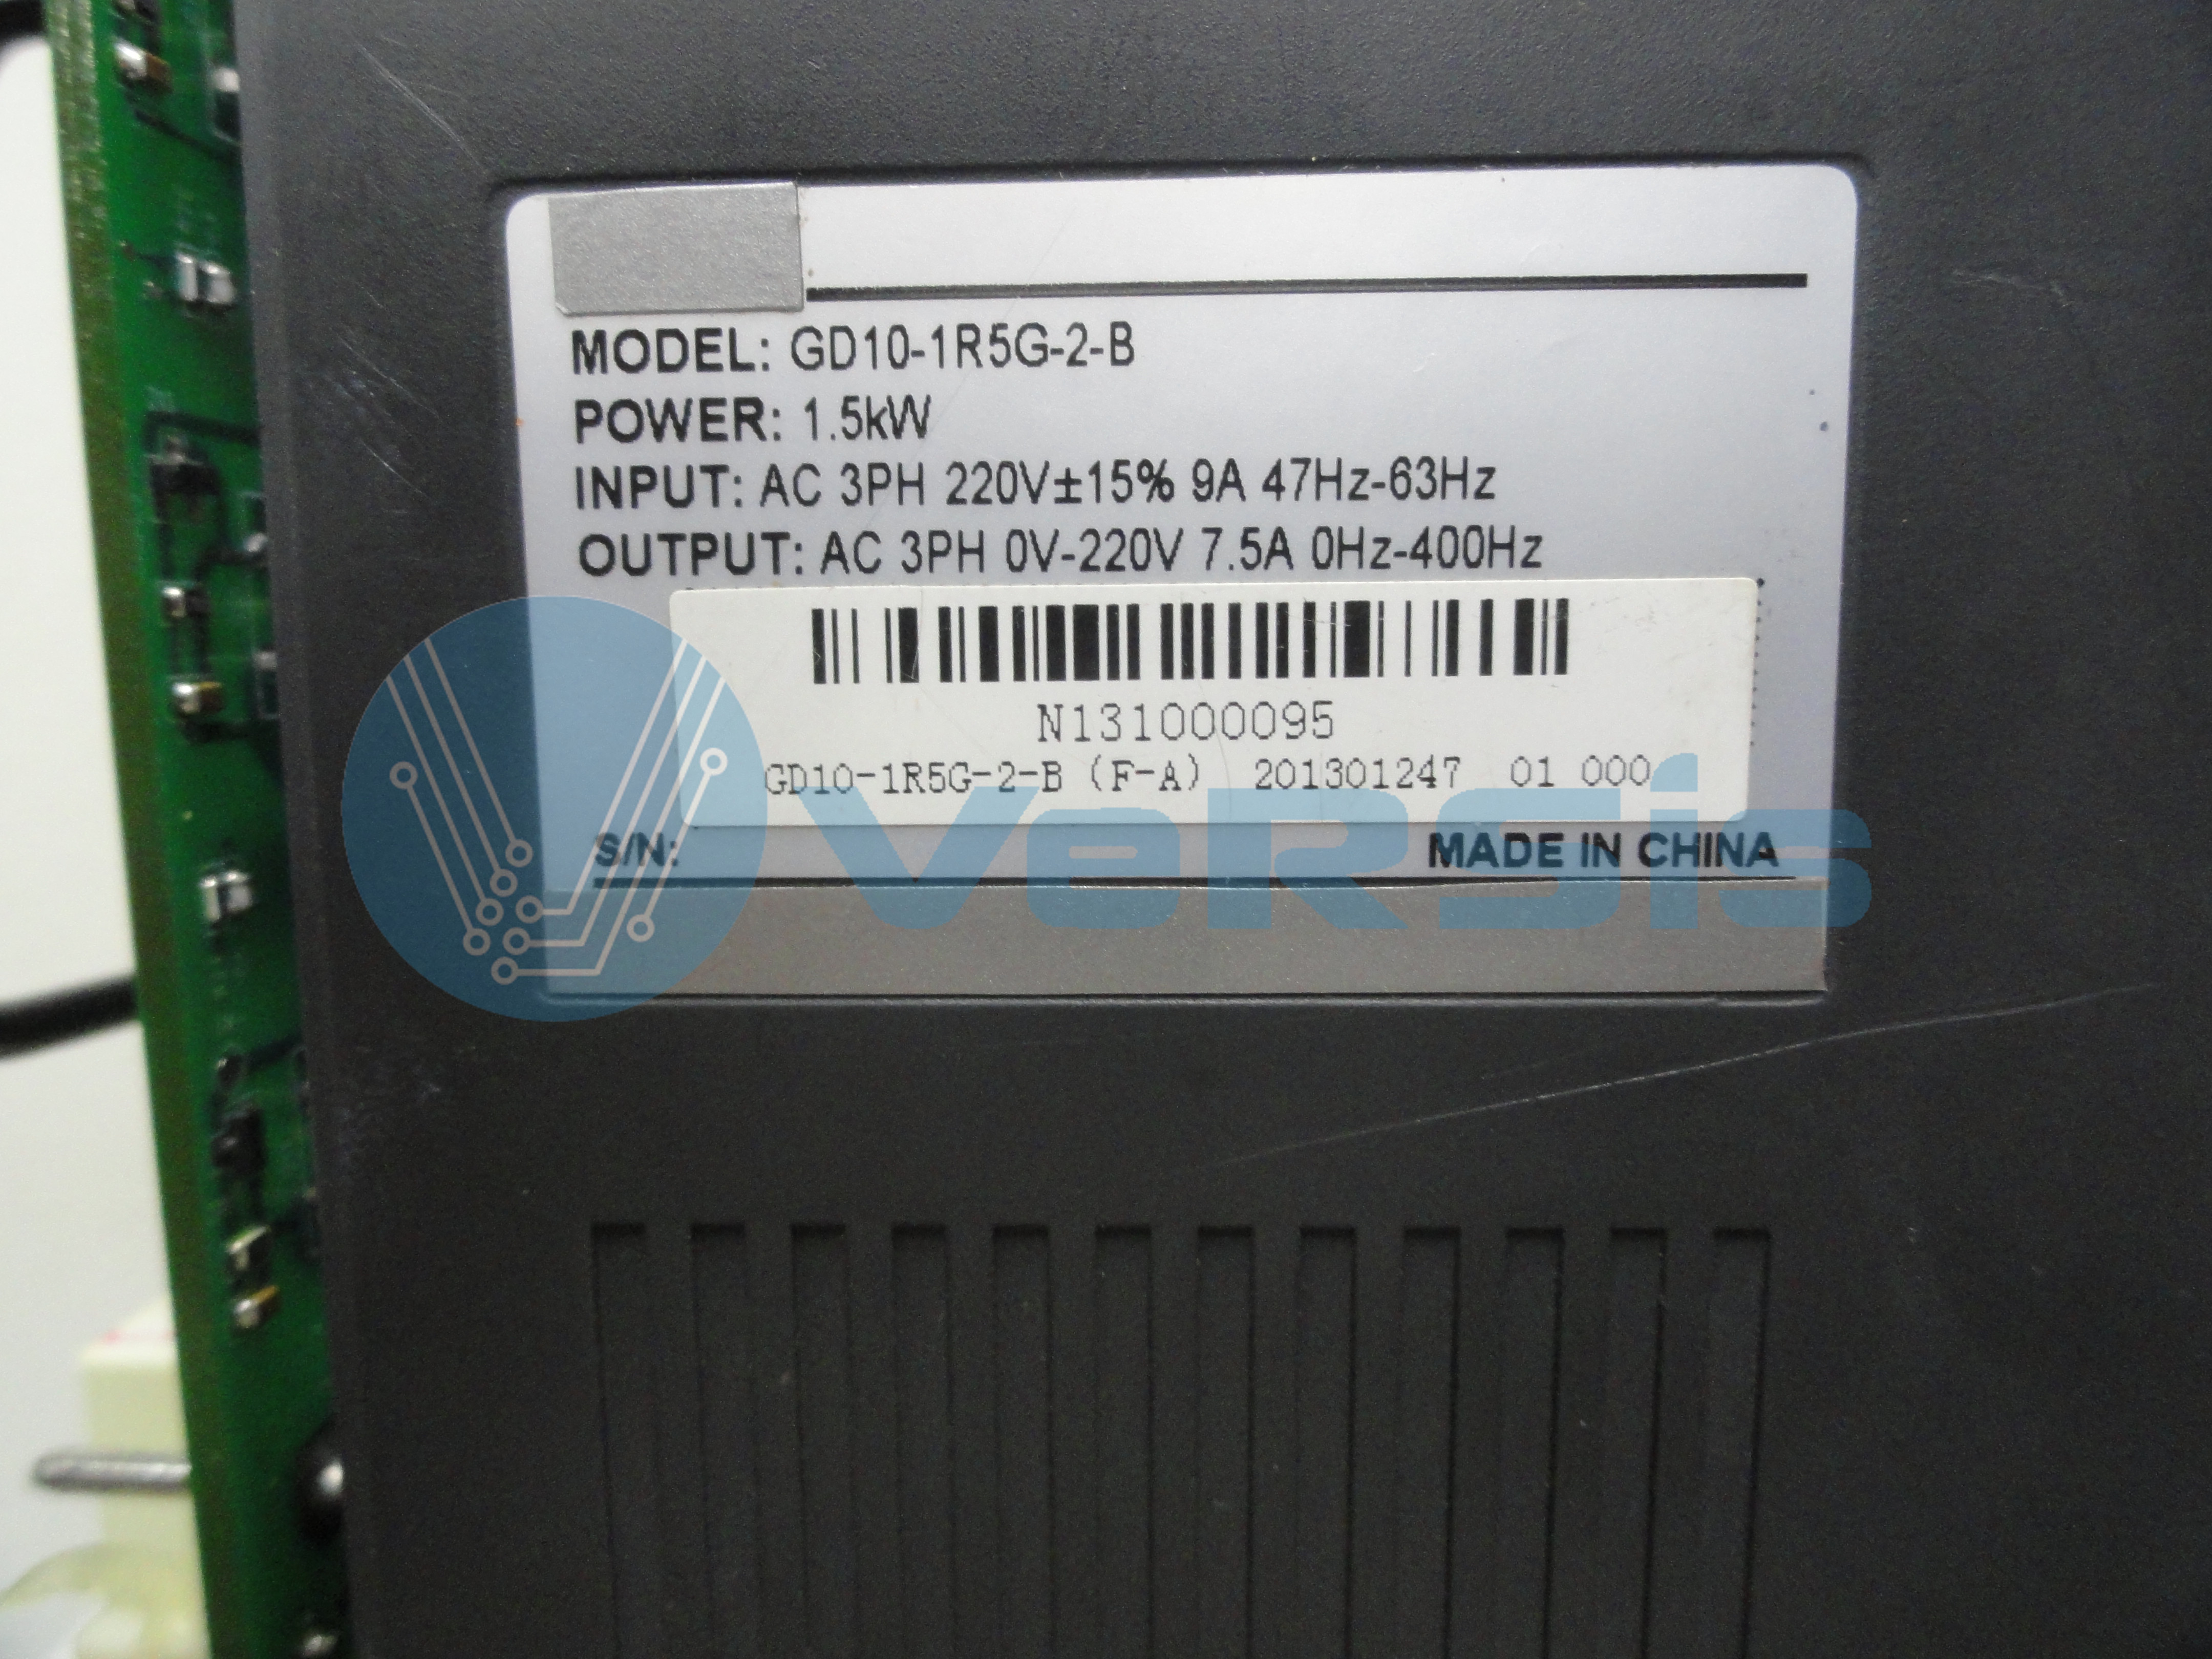 MODEL: GD10-1R5G-2-B
POWER: 1.5kW
INPUT: AC 3PH 220V±15% 9A 47Hz-63Hz
OUTPUT: AC 3PH 0V-220V 7.5A 0Hz-400Hz
N131000095
GD10-1R5G-2-B (F-A) 201301247 01 000
VeRSis
S/N: MADE IN CHINA